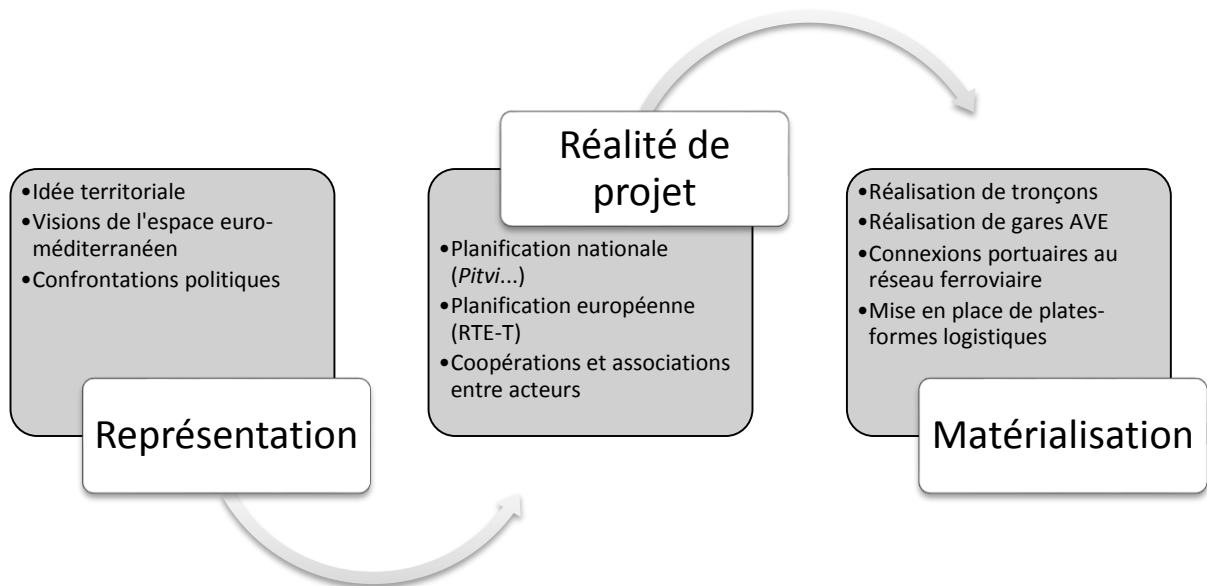 •Idée territoriale
•Visions de l'espace euro-
méditerranéen
•Confrontations politiques
Représentation
Réalité de
projet
•Planification nationale
(Pitvi...)
•Planification européenne
(RTE-T)
•Coopérations et associations
entre acteurs
•Réalisation de tronçons
•Réalisation de gares AVE
•Connexions portuaires au
réseau ferroviaire
•Mise en place de plates-
formes logistiques
Matérialisation